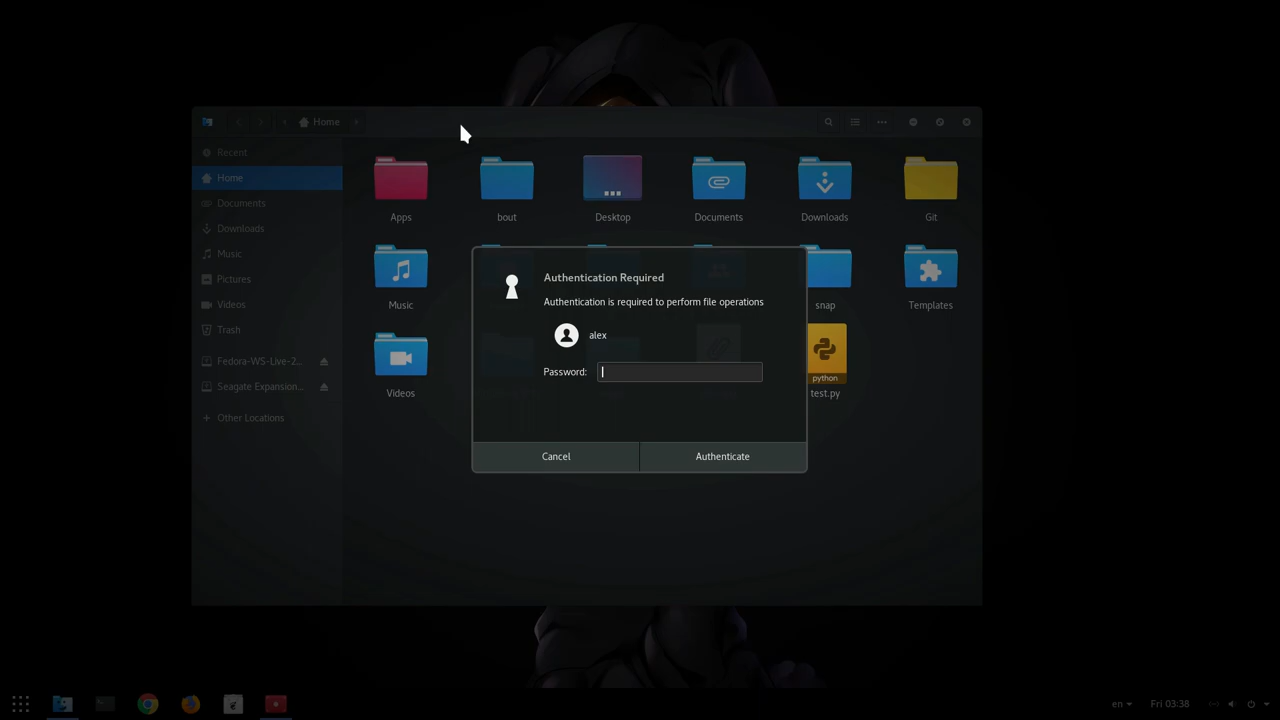 Home
Recent
Home
Documents
Downloads
Music
Pictures
Videos
Trash
Fedora-WS-Live-2...
Seagate Expansion...
Other Locations
Apps
bout
Desktop
Documents
Downloads
Git
Music
snap
Templates
Videos
python
test.py
Authentication Required
Authentication is required to perform file operations
alex
Password:
Cancel
Authenticate
en
Fri 03:38